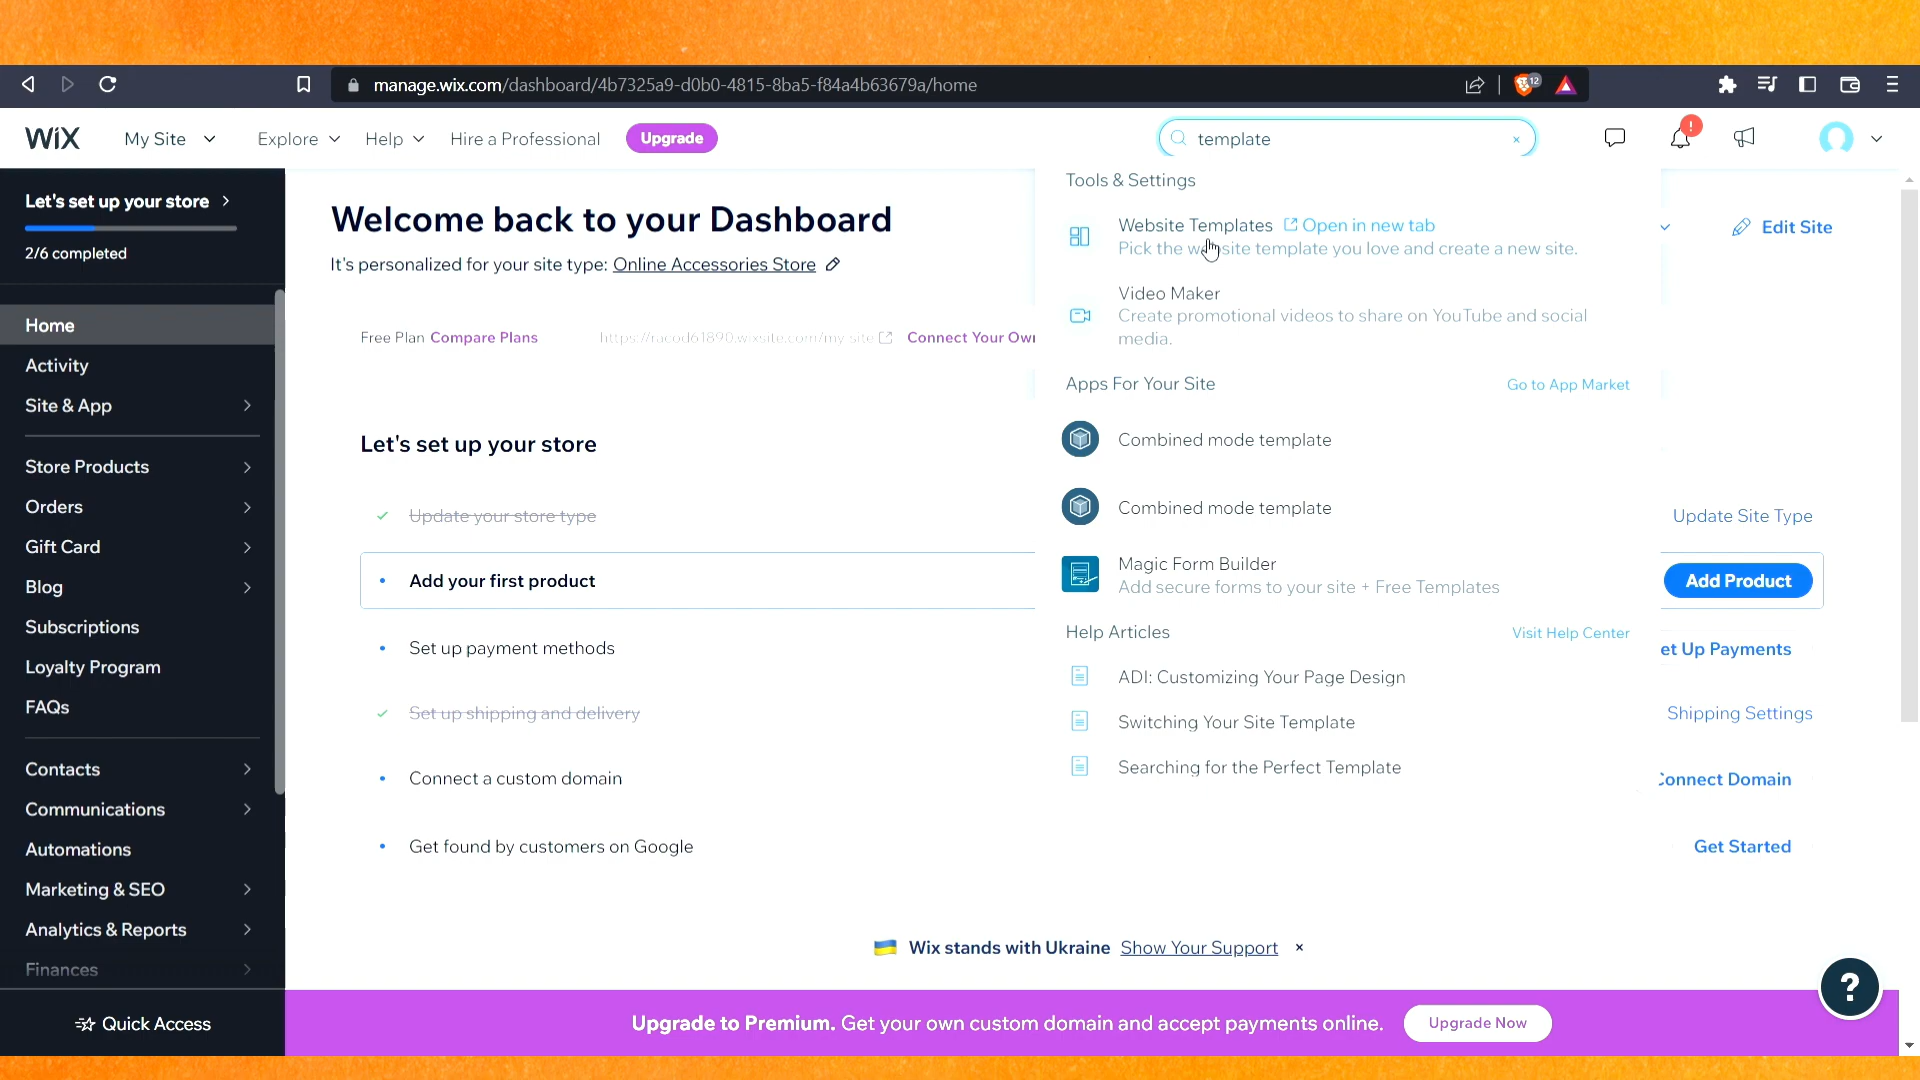 manage.wix.com/dashboard/4b7325a9-d0b0-4815-8ba5-f84a4b63679a/home
12
WiX
My Site
Explore
Help
Hire a Professional
Upgrade
template
×
!
Let's set up your store
2/6 completed
Home
Activity
Site & App
Store Products
Orders
Gift Card
Blog
Subscriptions
Loyalty Program
FAQs
Contacts
Communications
Automations
Marketing & SEO
Analytics & Reports
Finances
Quick Access
Welcome back to your Dashboard
It's personalized for your site type: Online Accessories Store
Edit Site
Free Plan Compare Plans
https://racod61890.wixsite.com/my-site
Connect Your Own
Let's set up your store
Update your store type
Update Site Type
Add your first product
Add Product
Set up payment methods
et Up Payments
Set up shipping and delivery
Shipping Settings
Connect a custom domain
Connect Domain
Get found by customers on Google
Get Started
Tools & Settings
Website Templates Open in new tab
Pick the website template you love and create a new site.
Video Maker
Create promotional videos to share on YouTube and social
media.
Apps For Your Site
Go to App Market
Combined mode template
Combined mode template
Magic Form Builder
Add secure forms to your site + Free Templates
Help Articles
Visit Help Center
ADI: Customizing Your Page Design
Switching Your Site Template
Searching for the Perfect Template
Wix stands with Ukraine Show Your Support ×
?
Upgrade to Premium. Get your own custom domain and accept payments online.
Upgrade Now